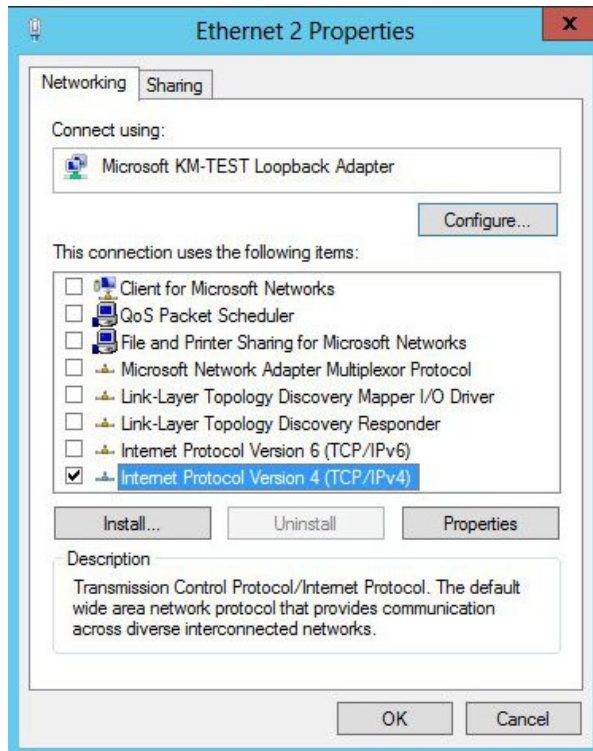 Ethernet 2 Properties
x
Networking
Sharing
Connect using:
Microsoft KM-TEST Loopback Adapter
Configure...
This connection uses the following items:
Client for Microsoft Networks
QoS Packet Scheduler
File and Printer Sharing for Microsoft Networks
Microsoft Network Adapter Multiplexor Protocol
Link-Layer Topology Discovery Mapper I/O Driver
Link-Layer Topology Discovery Responder
Internet Protocol Version 6 (TCP/IPv6)
Internet Protocol Version 4 (TCP/IPv4)
Install...
Uninstall
Properties
Description
Transmission Control Protocol/Internet Protocol. The default
wide area network protocol that provides communication
across diverse interconnected networks.
OK
Cancel